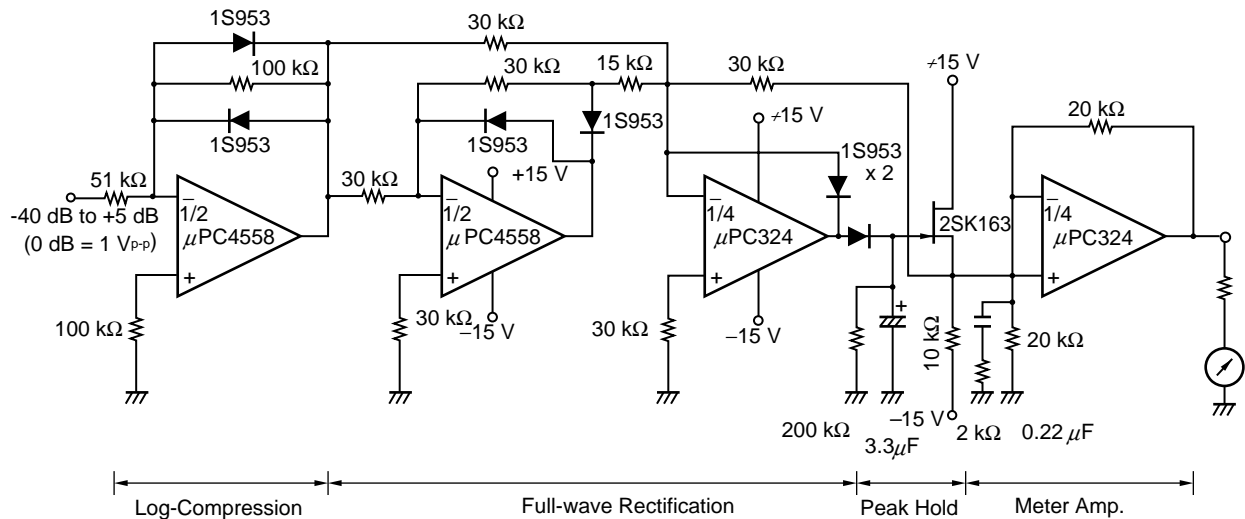 1S953
30 kΩ
100 kΩ
30 kΩ
15 kΩ
30 kΩ
≁15 V
1S953
1S953
1S953
≁15 V
20 kΩ
51 kΩ
30 kΩ
+15 V
1S953
x 2
-40 dB to +5 dB
(0 dB = 1 Vp-p)
−
1/2
μPC4558
+
−
1/2
μPC4558
+
−
1/4
μPC324
+
2SK163
−
1/4
μPC324
+
100 kΩ
30 kΩ
−15 V
30 kΩ
−15 V
+
10 kΩ
20 kΩ
200 kΩ
3.3μF
−15 V
2 kΩ
0.22 μF
Log-Compression
Full-wave Rectification
Peak Hold
Meter Amp.